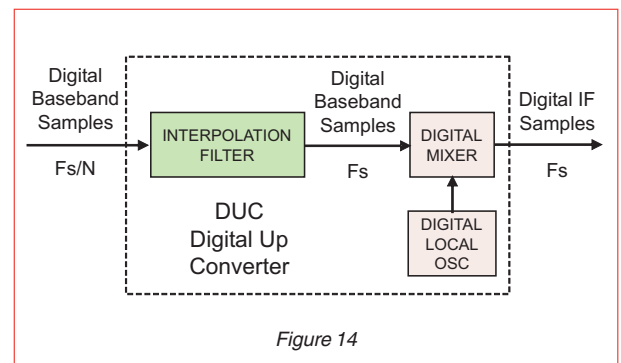 Digital
Baseband
Samples
Fs/N
INTERPOLATION
FILTER
Digital
Baseband
Samples
Fs
DIGITAL
MIXER
Digital IF
Samples
Fs
DUC
Digital Up
Converter
DIGITAL
LOCAL
OSC
Figure 14